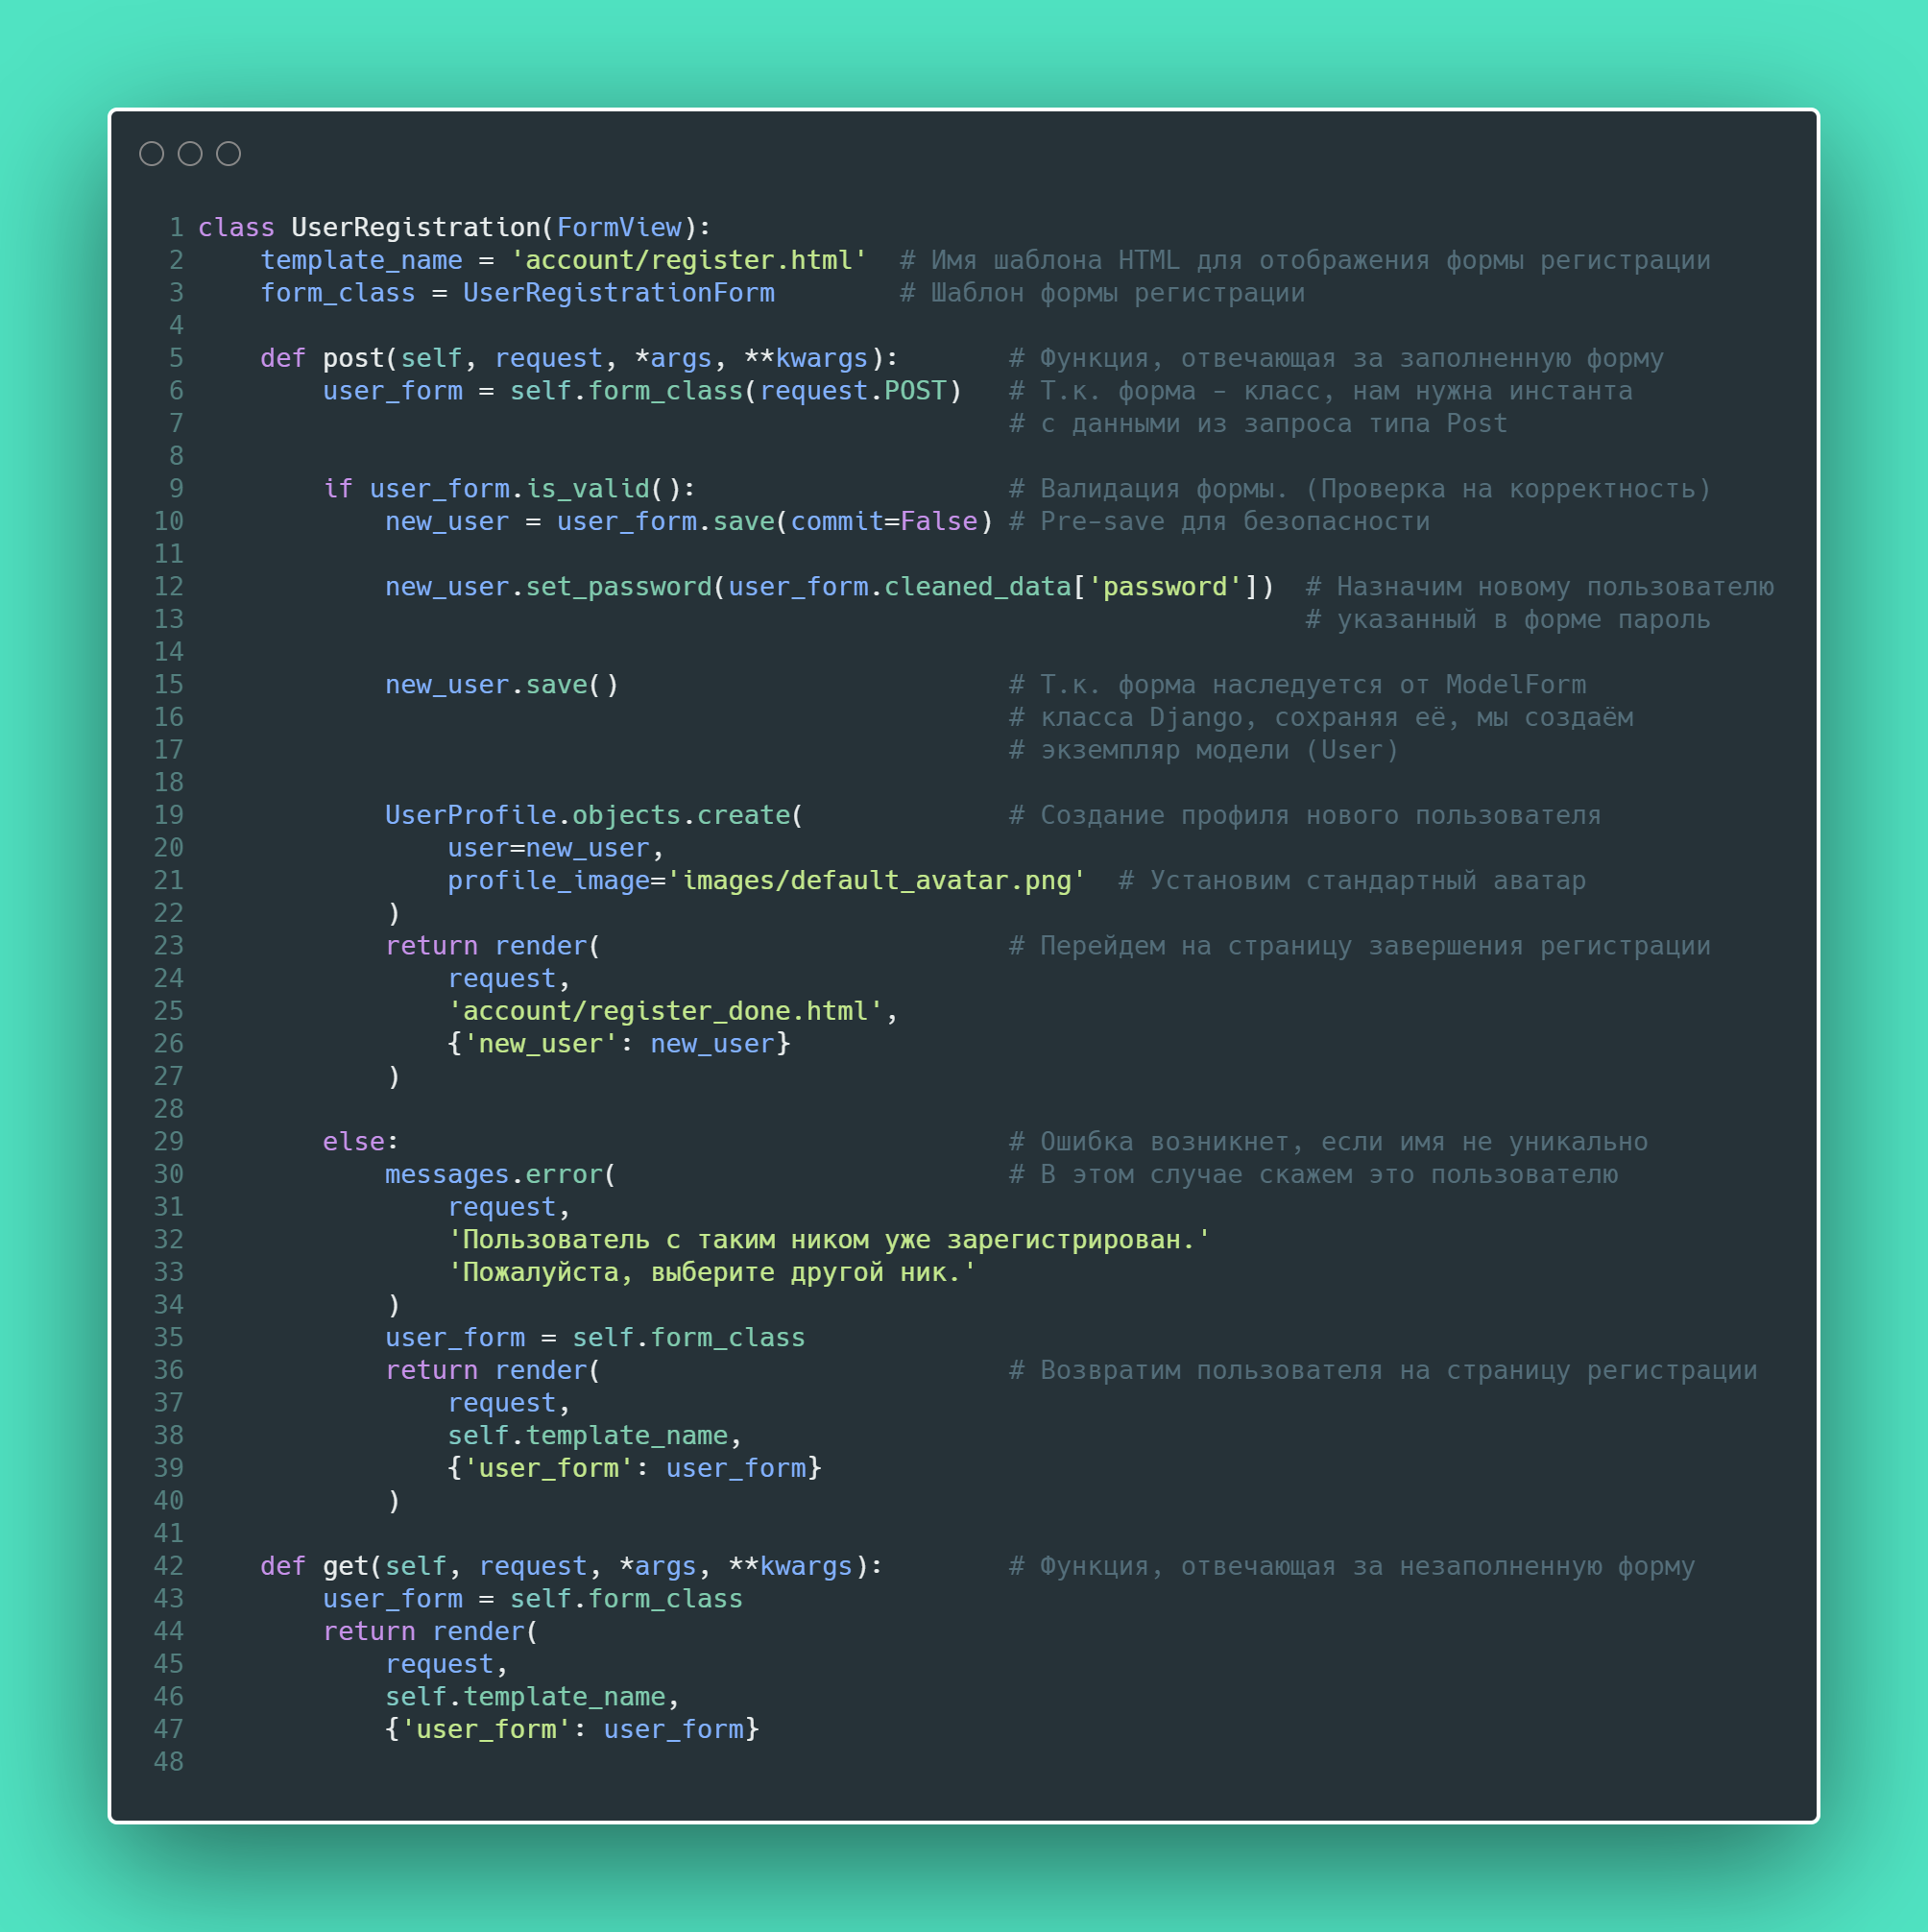 1 class UserRegistration(FormView):
2     template_name = 'account/register.html'  # Имя шаблона HTML для отображения формы регистрации
3     form_class = UserRegistrationForm        # Шаблон формы регистрации
4
5     def post(self, request, *args, **kwargs):       # Функция, отвечающая за заполненную форму
6         user_form = self.form_class(request.POST)   # Т.к. форма - класс, нам нужна инстанта
7                                                     # с данными из запроса типа Post
8
9         if user_form.is_valid():                    # Валидация формы. (Проверка на корректность)
10             new_user = user_form.save(commit=False) # Pre-save для безопасности
11
12             new_user.set_password(user_form.cleaned_data['password'])  # Назначим новому пользователю
13                                                                        # указанный в форме пароль
14
15             new_user.save()                         # Т.к. форма наследуется от ModelForm
16                                                     # класса Django, сохраняя её, мы создаём
17                                                     # экземпляр модели (User)
18
19             UserProfile.objects.create(             # Создание профиля нового пользователя
20                 user=new_user,
21                 profile_image='images/default_avatar.png'  # Установим стандартный аватар
22             )
23             return render(                          # Перейдем на страницу завершения регистрации
24                 request,
25                 'account/register_done.html',
26                 {'new_user': new_user}
27             )
28
29         else:                                       # Ошибка возникнет, если имя не уникально
30             messages.error(                         # В этом случае скажем это пользователю
31                 request,
32                 'Пользователь с таким ником уже зарегистрирован.'
33                 'Пожалуйста, выберите другой ник.'
34             )
35             user_form = self.form_class
36             return render(                          # Возвратим пользователя на страницу регистрации
37                 request,
38                 self.template_name,
39                 {'user_form': user_form}
40             )
41
42     def get(self, request, *args, **kwargs):        # Функция, отвечающая за незаполненную форму
43         user_form = self.form_class
44         return render(
45             request,
46             self.template_name,
47             {'user_form': user_form}
48